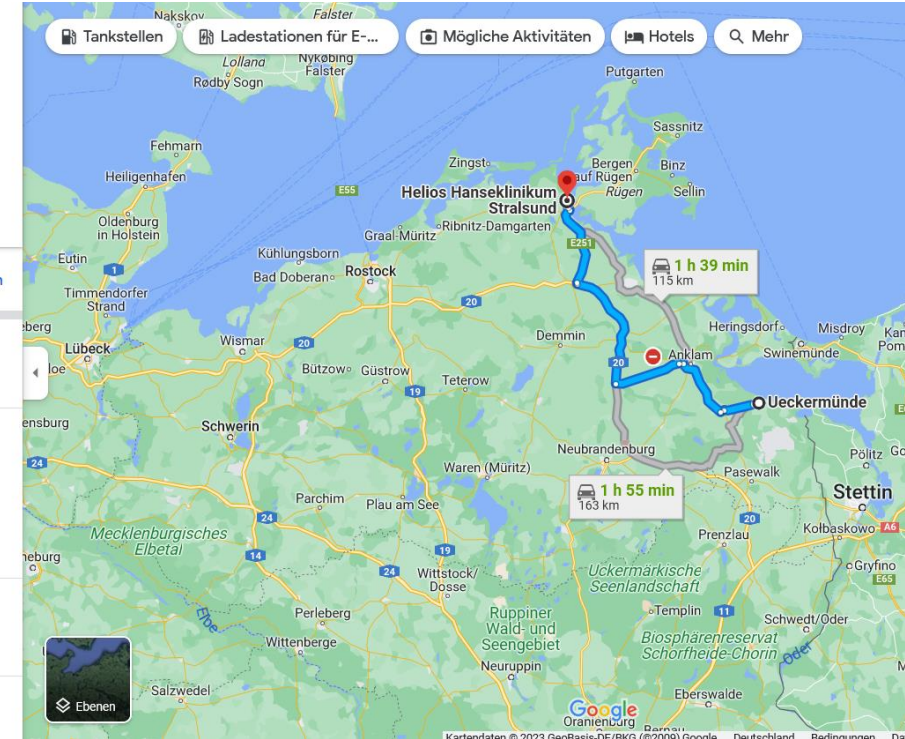 Nakskov
Falster
Tankstellen
Ladestationen für E-...
Mögliche Aktivitäten
Hotels
Mehr
Lolland
Nykøbing
Falster
Rødby Sogn
Putgarten
Sassnitz
Fehmarn
Zingst
Bergen
auf Rügen
Binz
Heiligenhafen
E55
Helios Hanseklinikum
Stralsund
Rügen
Sellin
Oldenburg
in Holstein
Graal-Müritz
Ribnitz-Damgarten
E251
Eutin
1
Kühlungsborn
Bad Doberan
Rostock
1 h 39 min
115 km
Timmendorfer
Strand
20
Demmin
Heringsdorf
Misdroy
Swinemünde
Lübeck
Wismar
20
Bützow
Güstrow
Teterow
20
Anklam
19
Ueckermünde
Schwerin
24
Neubrandenburg
Waren (Müritz)
Pasewalk
Pölitz
1 h 55 min
163 km
Stettin
Parchim
Plau am See
24
20
Prenzlau
Kołbaskowo
A6
Mecklenburgisches
Elbetal
14
19
24
Wittstock/
Dosse
Gryfino
E65
Uckermärkische
Seenlandschaft
Elbe
Perleberg
Ruppiner
Wald- und
Seengebiet
Templin
11
Schwedt/Oder
Wittenberge
Biosphärenreservat
Schorfheide-Chorin
Oder
Neuruppin
Salzwedel
Eberswalde
Ebenen
Google
Oranienburg
Bernau
Kartendaten © 2023 GeoBasis-DE/BKG (©2009) Google
Deutschland
Bedingungen